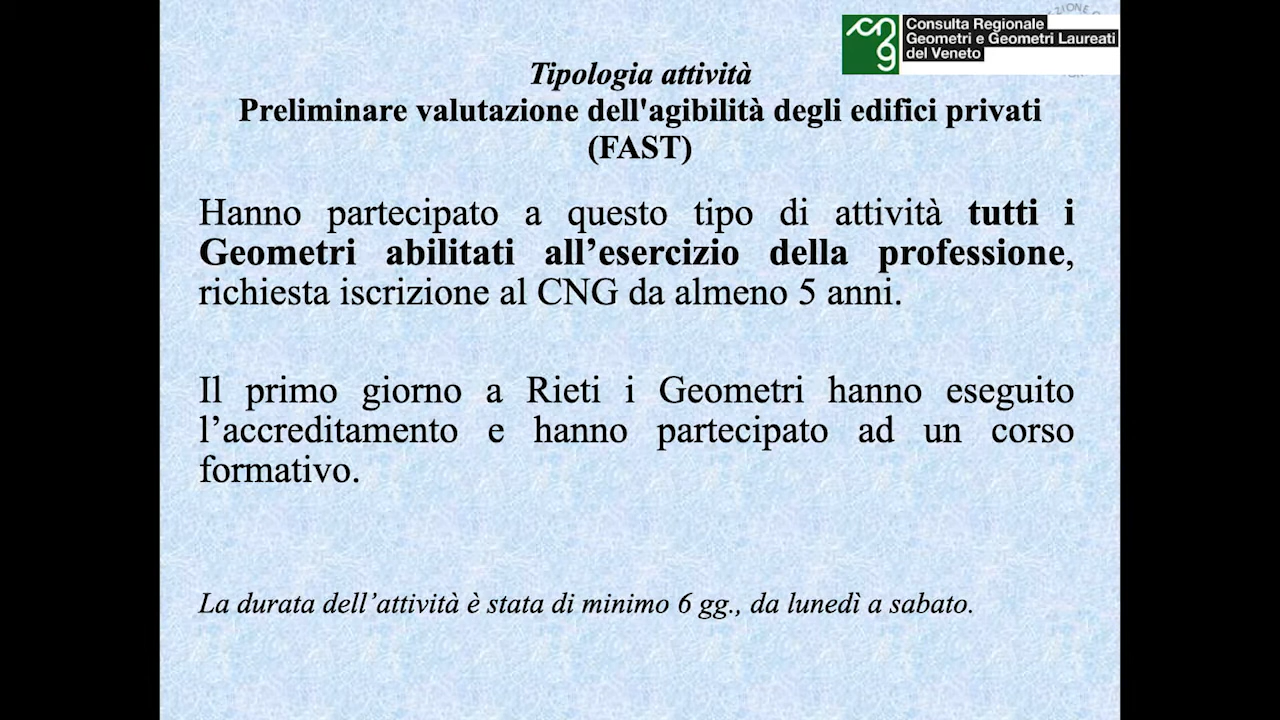 Consulta Regionale
Geometri e Geometri Laureati
del Veneto
Tipologia attività
Preliminare valutazione dell'agibilità degli edifici privati
(FAST)
Hanno partecipato a questo tipo di attività tutti i
Geometri abilitati all’esercizio della professione,
richiesta iscrizione al CNG da almeno 5 anni.
Il primo giorno a Rieti i Geometri hanno eseguito
l’accreditamento e hanno partecipato ad un corso
formativo.
La durata dell’attività è stata di minimo 6 gg., da lunedì a sabato.